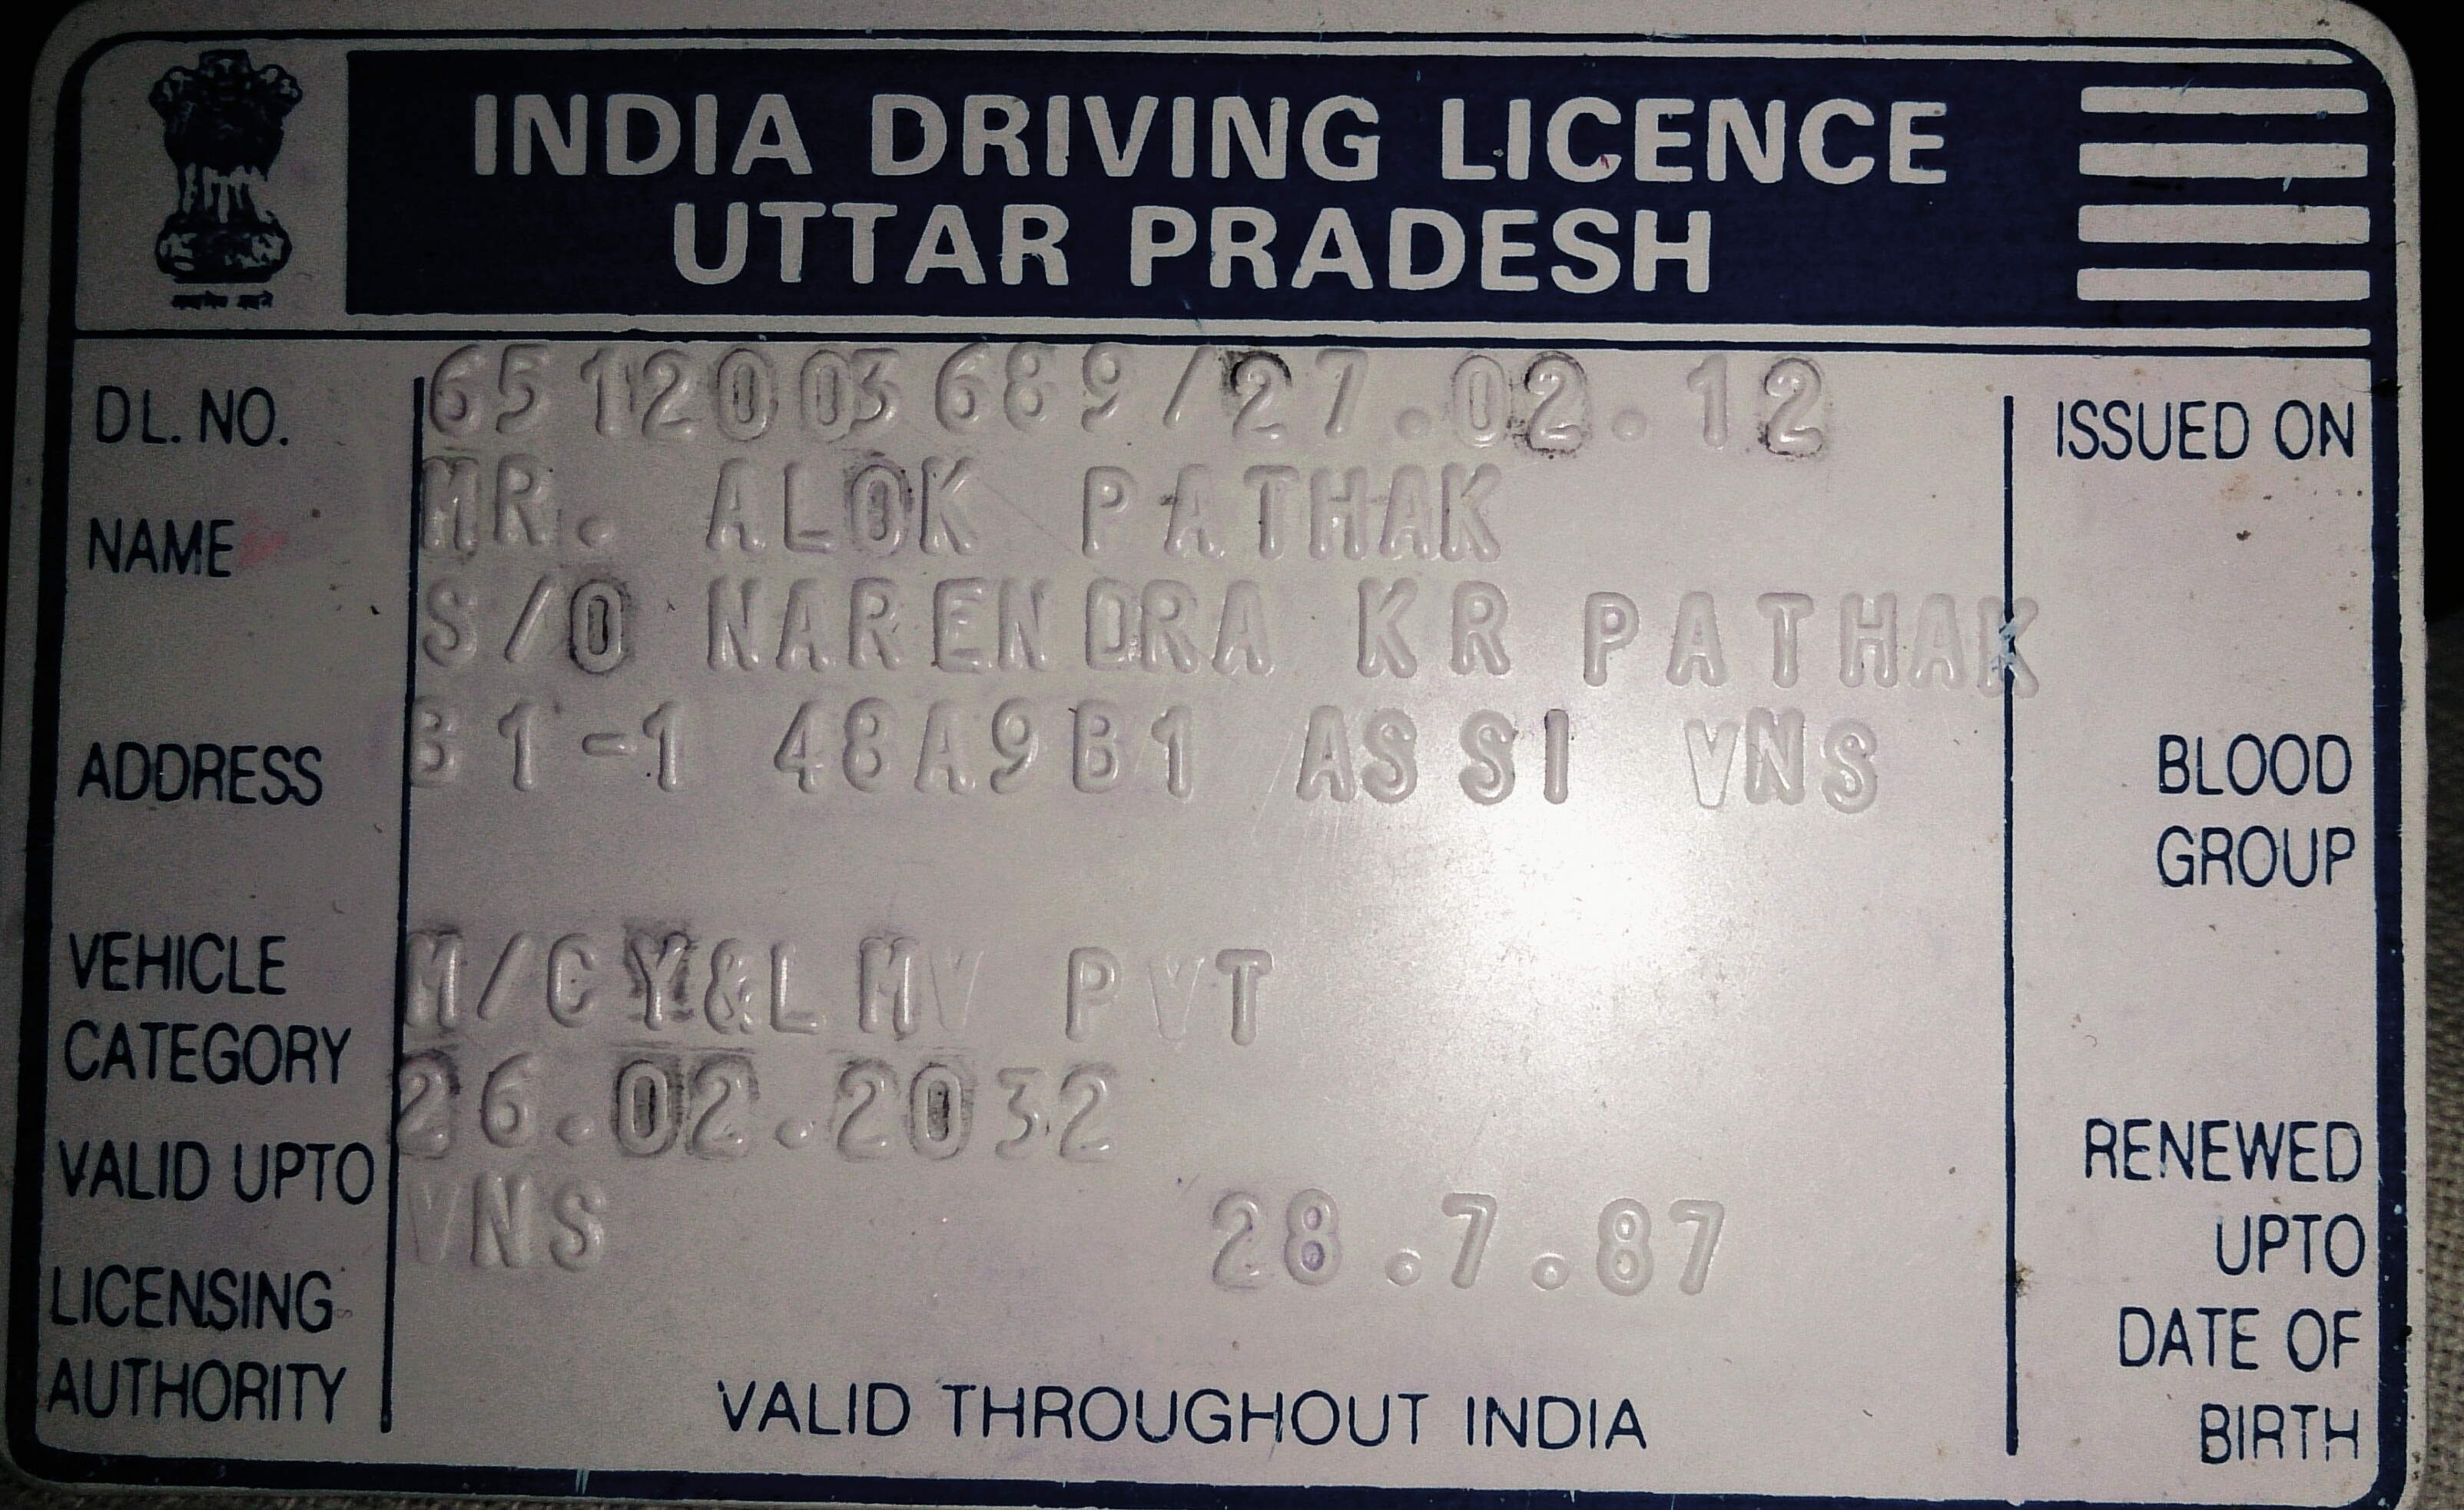 INDIA DRIVING LICENCE
UTTAR PRADESH
सत्यमेव जयते
DL. NO. 6512003689/27.02.12 ISSUED ON
NAME MR. ALOK PATHAK
S/O NARENDRA KR PATHAK
ADDRESS B1-1 48A9B1 ASSI VNS BLOOD
GROUP
VEHICLE M/CY&LMV PVT
CATEGORY
VALID UPTO 26.02.2032 RENEWED
UPTO
LICENSING VNS 28.7.87 DATE OF
AUTHORITY BIRTH
VALID THROUGHOUT INDIA